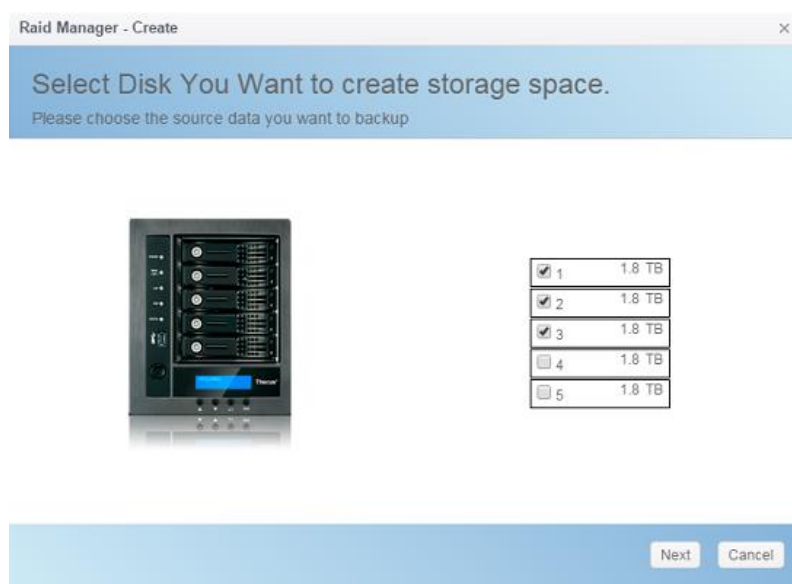 Raid Manager - Create
Select Disk You Want to create storage space.
Please choose the source data you want to backup
1 1.8 TB
2 1.8 TB
3 1.8 TB
4 1.8 TB
5 1.8 TB
Thecus
Next Cancel